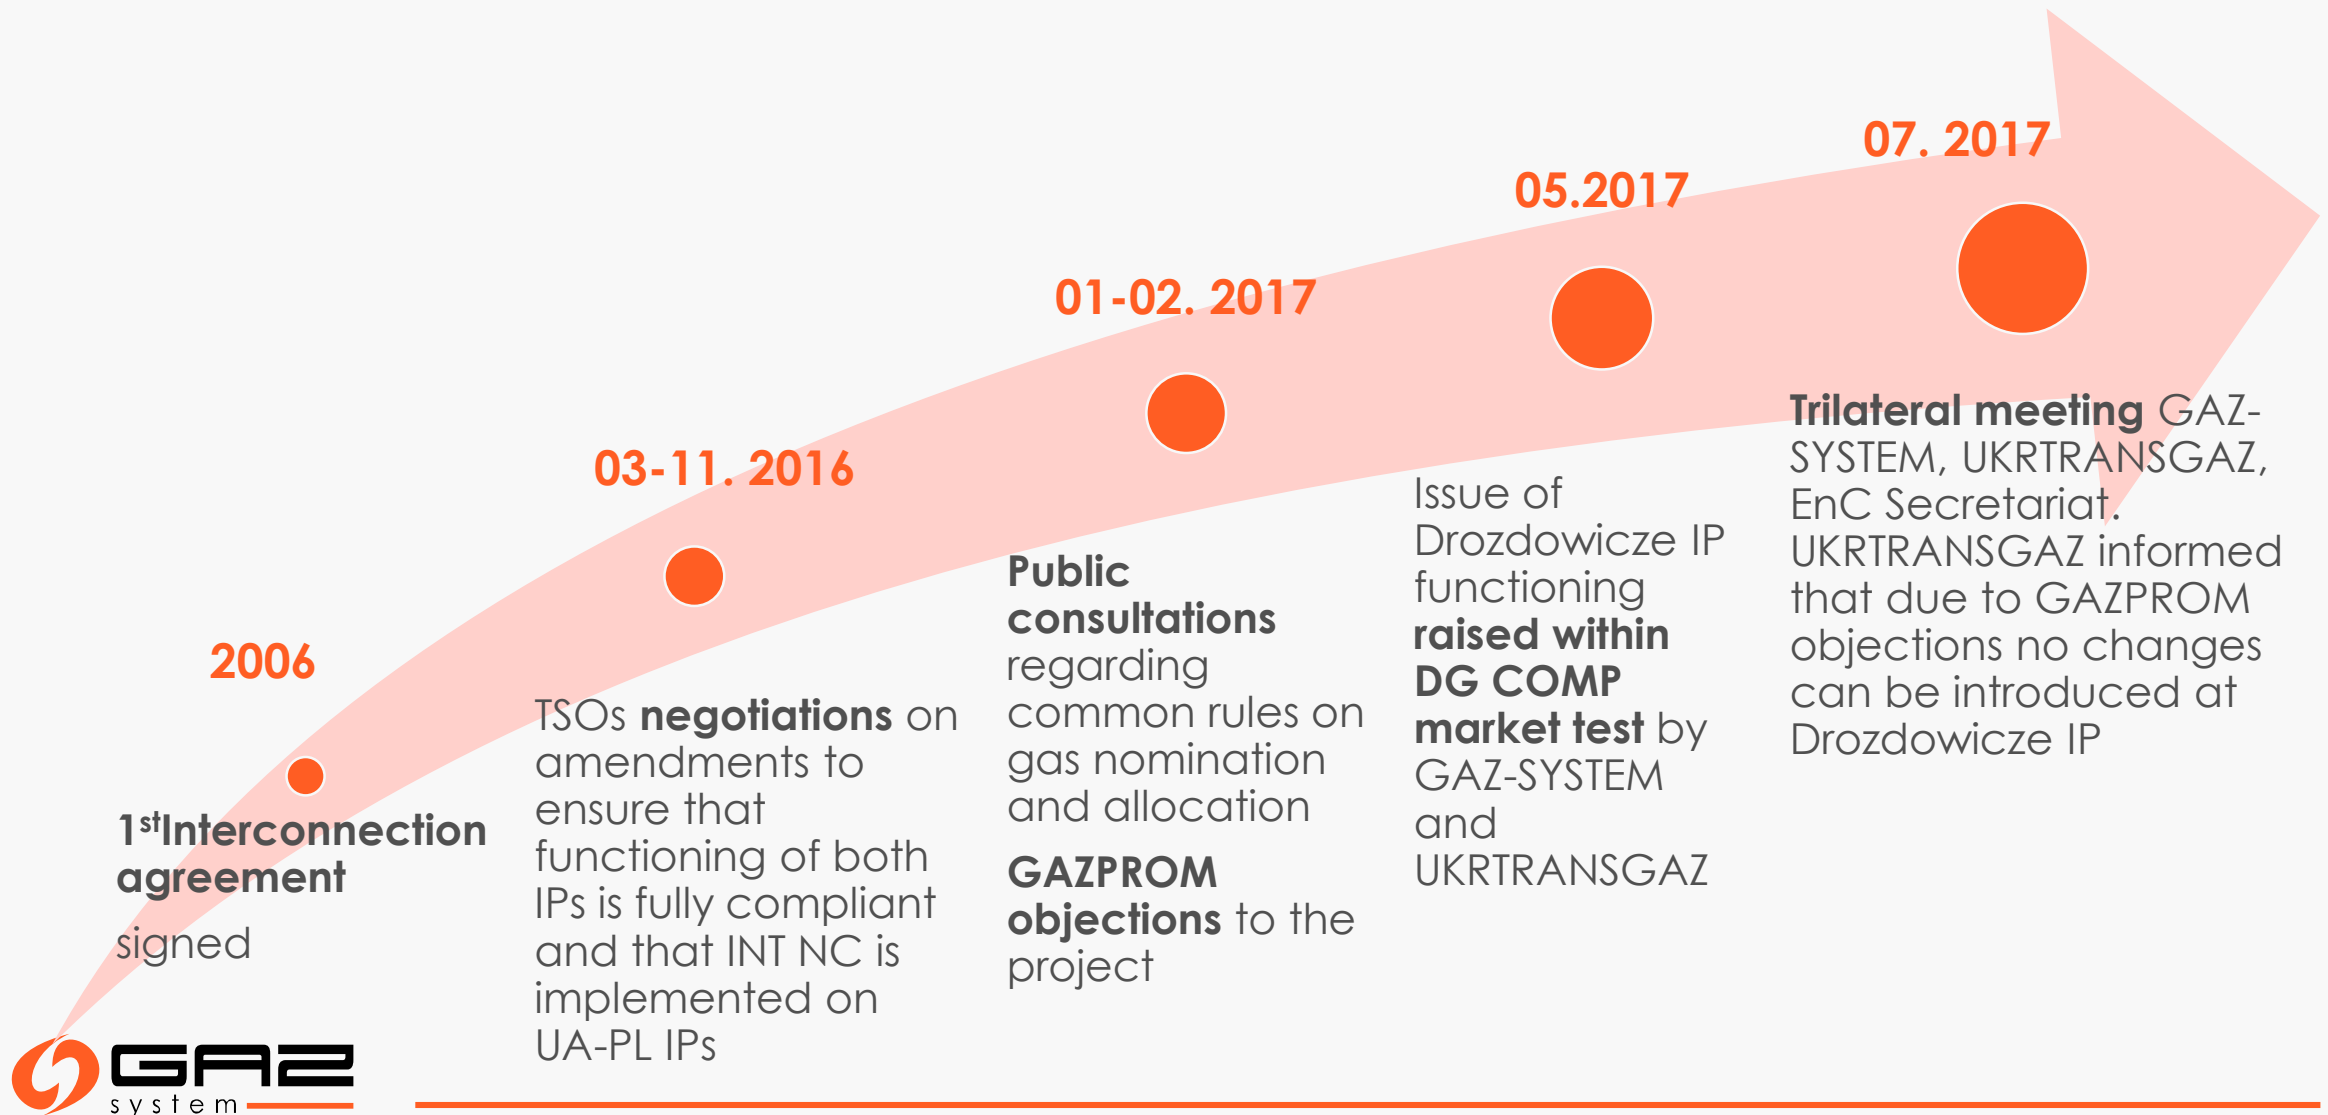 2006
1stInterconnection
agreement
signed
03-11. 2016
TSOs negotiations on
amendments to
ensure that
functioning of both
IPs is fully compliant
and that INT NC is
implemented on
UA-PL IPs
01-02. 2017
Public
consultations
regarding
common rules on
gas nomination
and allocation
GAZPROM
objections to the
project
05.2017
Issue of
Drozdowicze IP
functioning
raised within
DG COMP
market test by
GAZ-SYSTEM
and
UKRTRANSGAZ
07. 2017
Trilateral meeting GAZ-
SYSTEM, UKRTRANSGAZ,
EnC Secretariat.
UKRTRANSGAZ informed
that due to GAZPROM
objections no changes
can be introduced at
Drozdowicze IP
GAZ
system